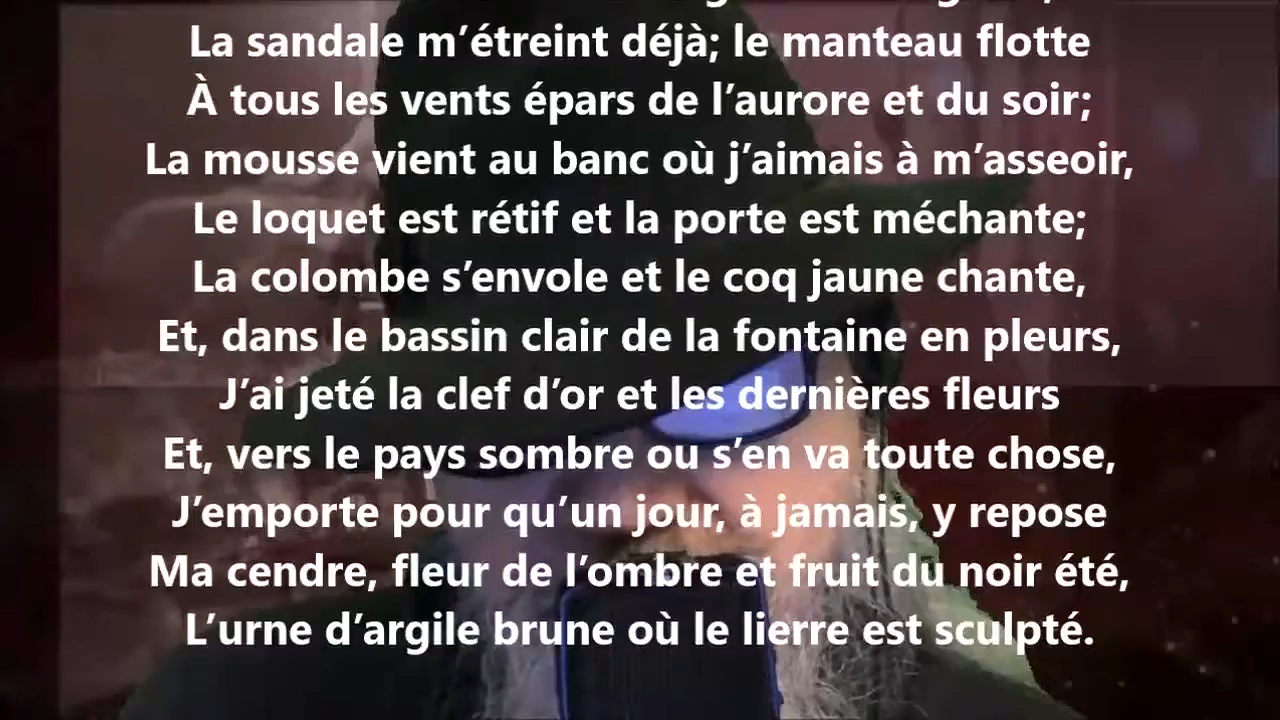 La sandale m’étreint déjà; le manteau flotte
À tous les vents épars de l’aurore et du soir;
La mousse vient au banc où j’aimais à m’asseoir,
Le loquet est rétif et la porte est méchante;
La colombe s’envole et le coq jaune chante,
Et, dans le bassin clair de la fontaine en pleurs,
J’ai jeté la clef d’or et les dernières fleurs
Et, vers le pays sombre ou s’en va toute chose,
J’emporte pour qu’un jour, à jamais, y repose
Ma cendre, fleur de l’ombre et fruit du noir été,
L’urne d’argile brune où le lierre est sculpté.